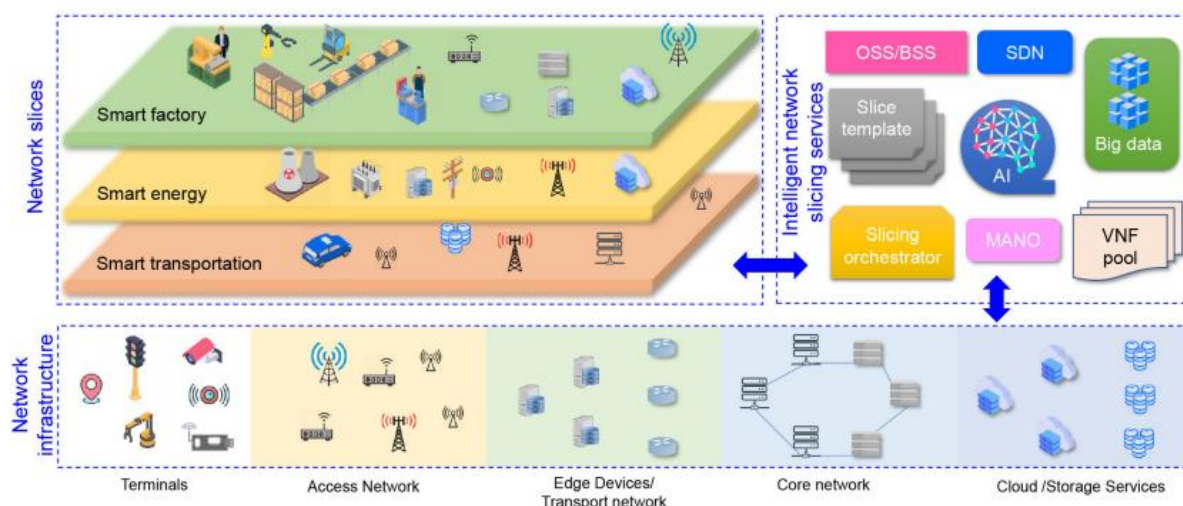 Network slices
Smart factory
Smart energy
Smart transportation
Intelligent network
slicing services
OSS/BSS
SDN
Slice
template
AI
Big data
Slicing
orchestrator
MANO
VNF
pool
Network
infrastructure
Terminals
Access Network
Edge Devices/
Transport network
Core network
Cloud /Storage Services